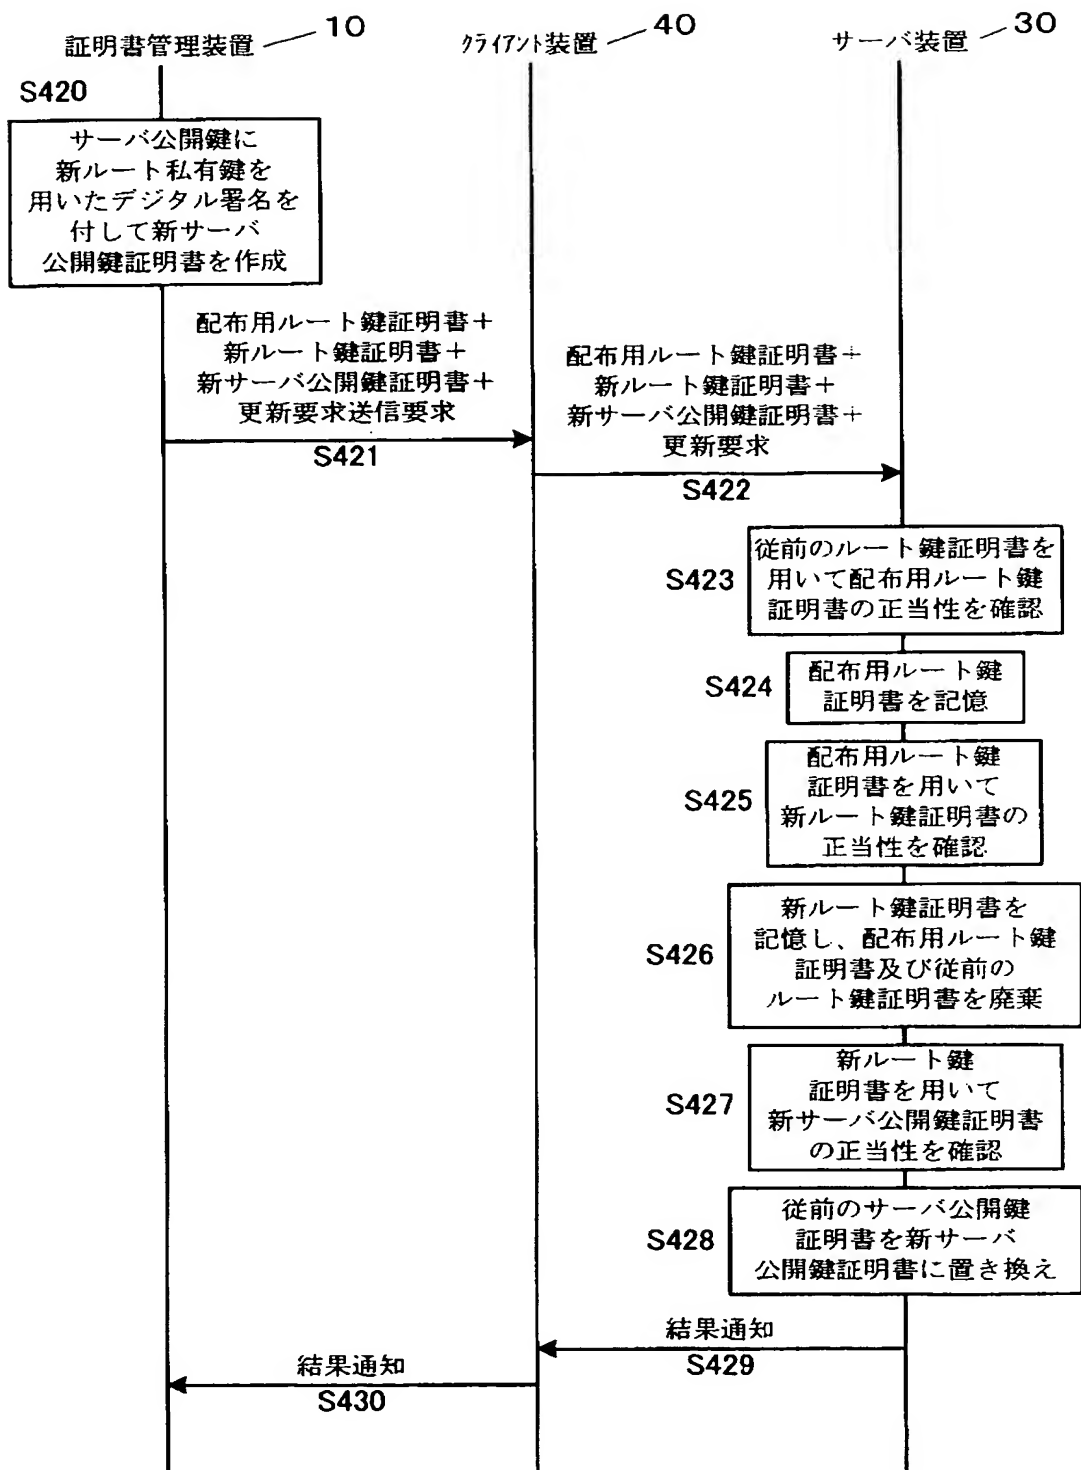 証明書管理装置 10
クライアント装置 40
サーバ装置 30
S420
サーバ公開鍵に
新ルート私有鍵を
用いたデジタル署名を
付して新サーバ
公開鍵証明書を作成
配布用ルート鍵証明書+
新ルート鍵証明書+
新サーバ公開鍵証明書+
更新要求送信要求
S421
配布用ルート鍵証明書+
新ルート鍵証明書+
新サーバ公開鍵証明書+
更新要求
S422
S423
従前のルート鍵証明書を
用いて配布用ルート鍵
証明書の正当性を確認
S424
配布用ルート鍵
証明書を記憶
S425
配布用ルート鍵
証明書を用いて
新ルート鍵証明書の
正当性を確認
S426
新ルート鍵証明書を
記憶し、配布用ルート鍵
証明書及び従前の
ルート鍵証明書を廃棄
S427
新ルート鍵
証明書を用いて
新サーバ公開鍵証明書
の正当性を確認
S428
従前のサーバ公開鍵
証明書を新サーバ
公開鍵証明書に置き換え
結果通知
S429
結果通知
S430